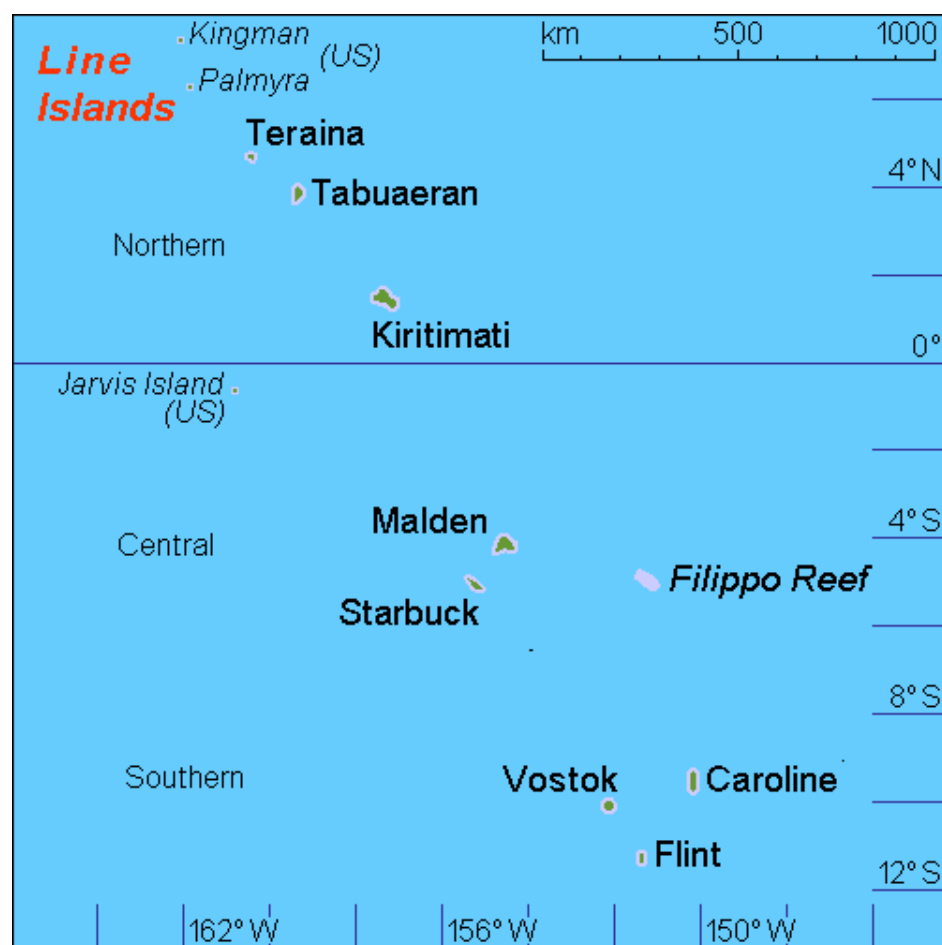 Line
Islands
Kingman
(US)
Palmyra
km 500 1000
Teraina
4° N
Tabuaeran
Northern
Kiritimati
0°
Jarvis Island
(US)
Malden
4° S
Central
Filippo Reef
Starbuck
8° S
Southern
Vostok
Caroline
Flint
12° S
162° W 156° W 150° W